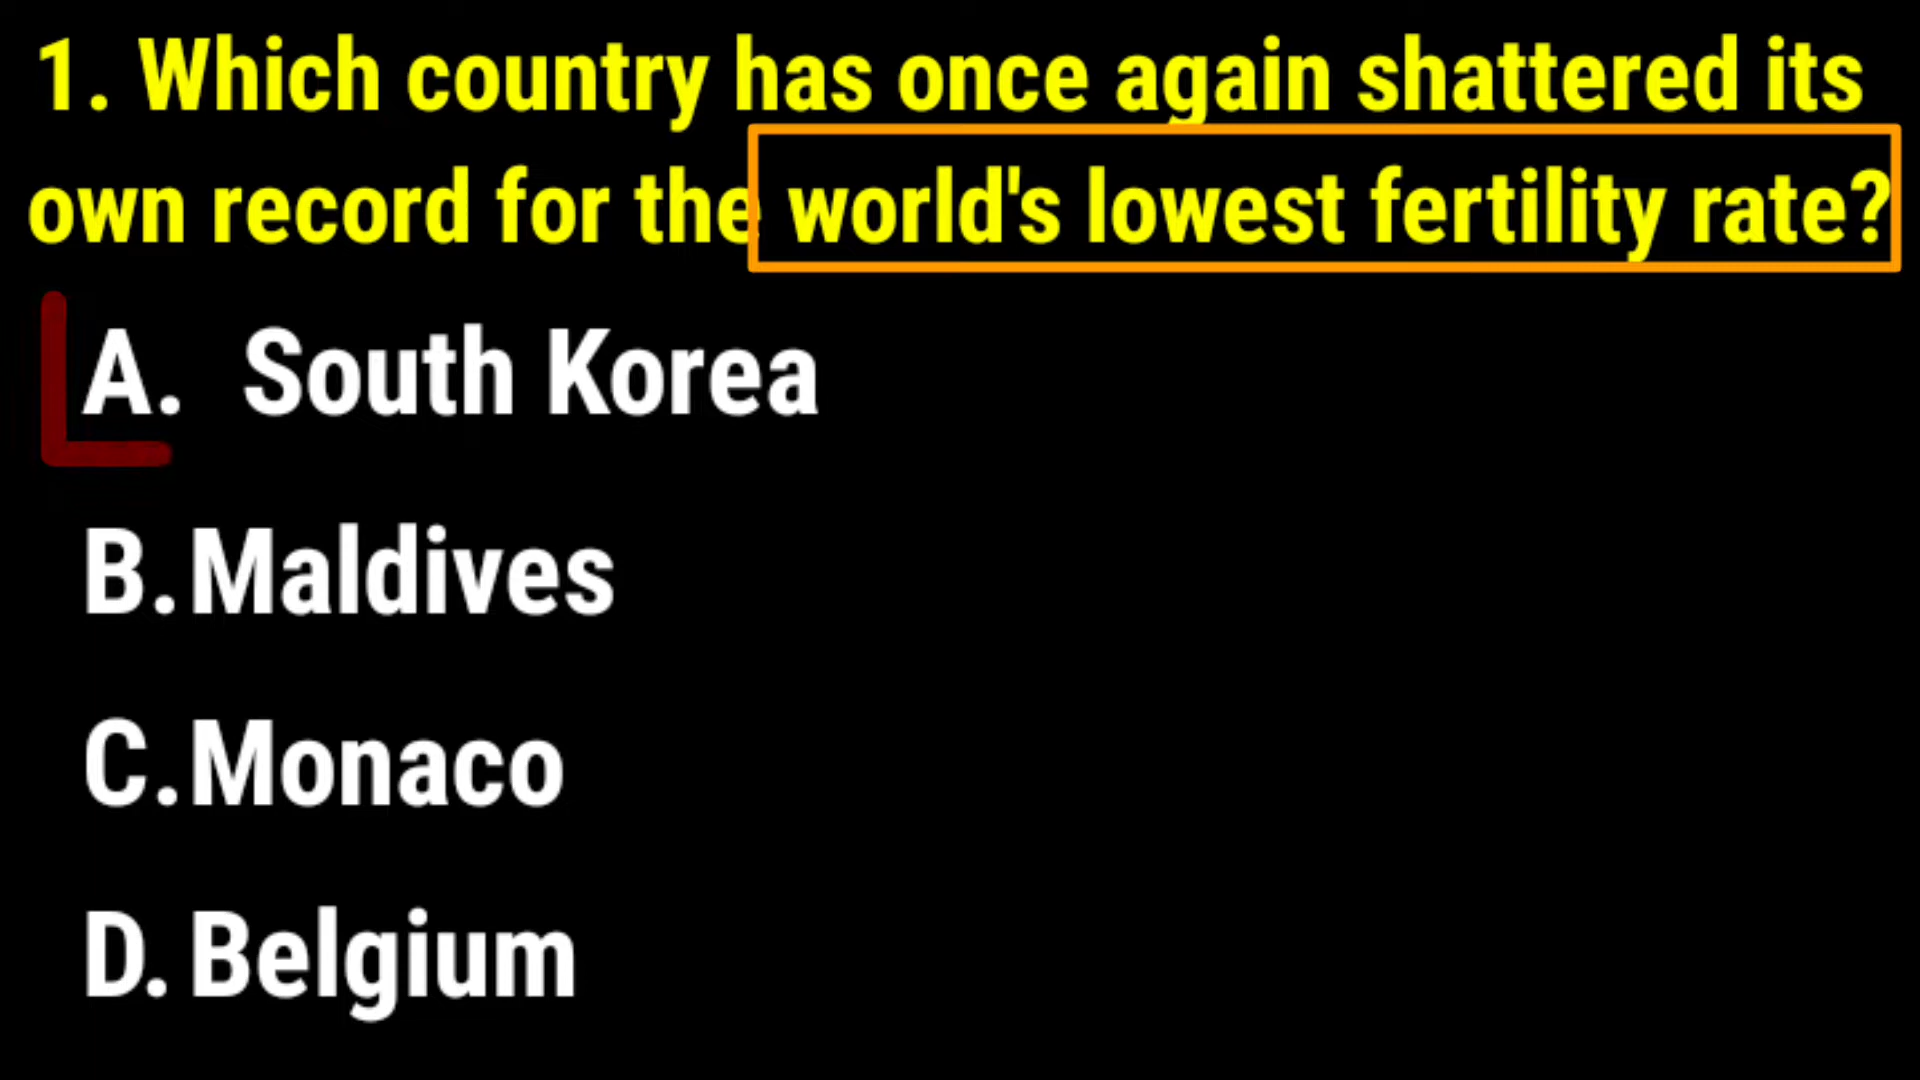 1. Which country has once again shattered its
own record for the world's lowest fertility rate?
A. South Korea
B. Maldives
C. Monaco
D. Belgium